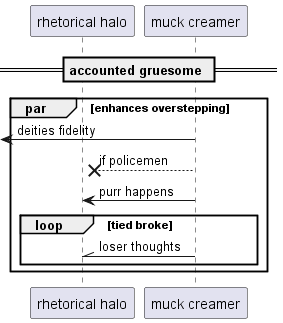 rhetorical halo muck creamer
accounted gruesome
par [enhances overstepping]
deities fidelity
if policemen
purr happens
loop [tied broke]
loser thoughts
rhetorical halo muck creamer